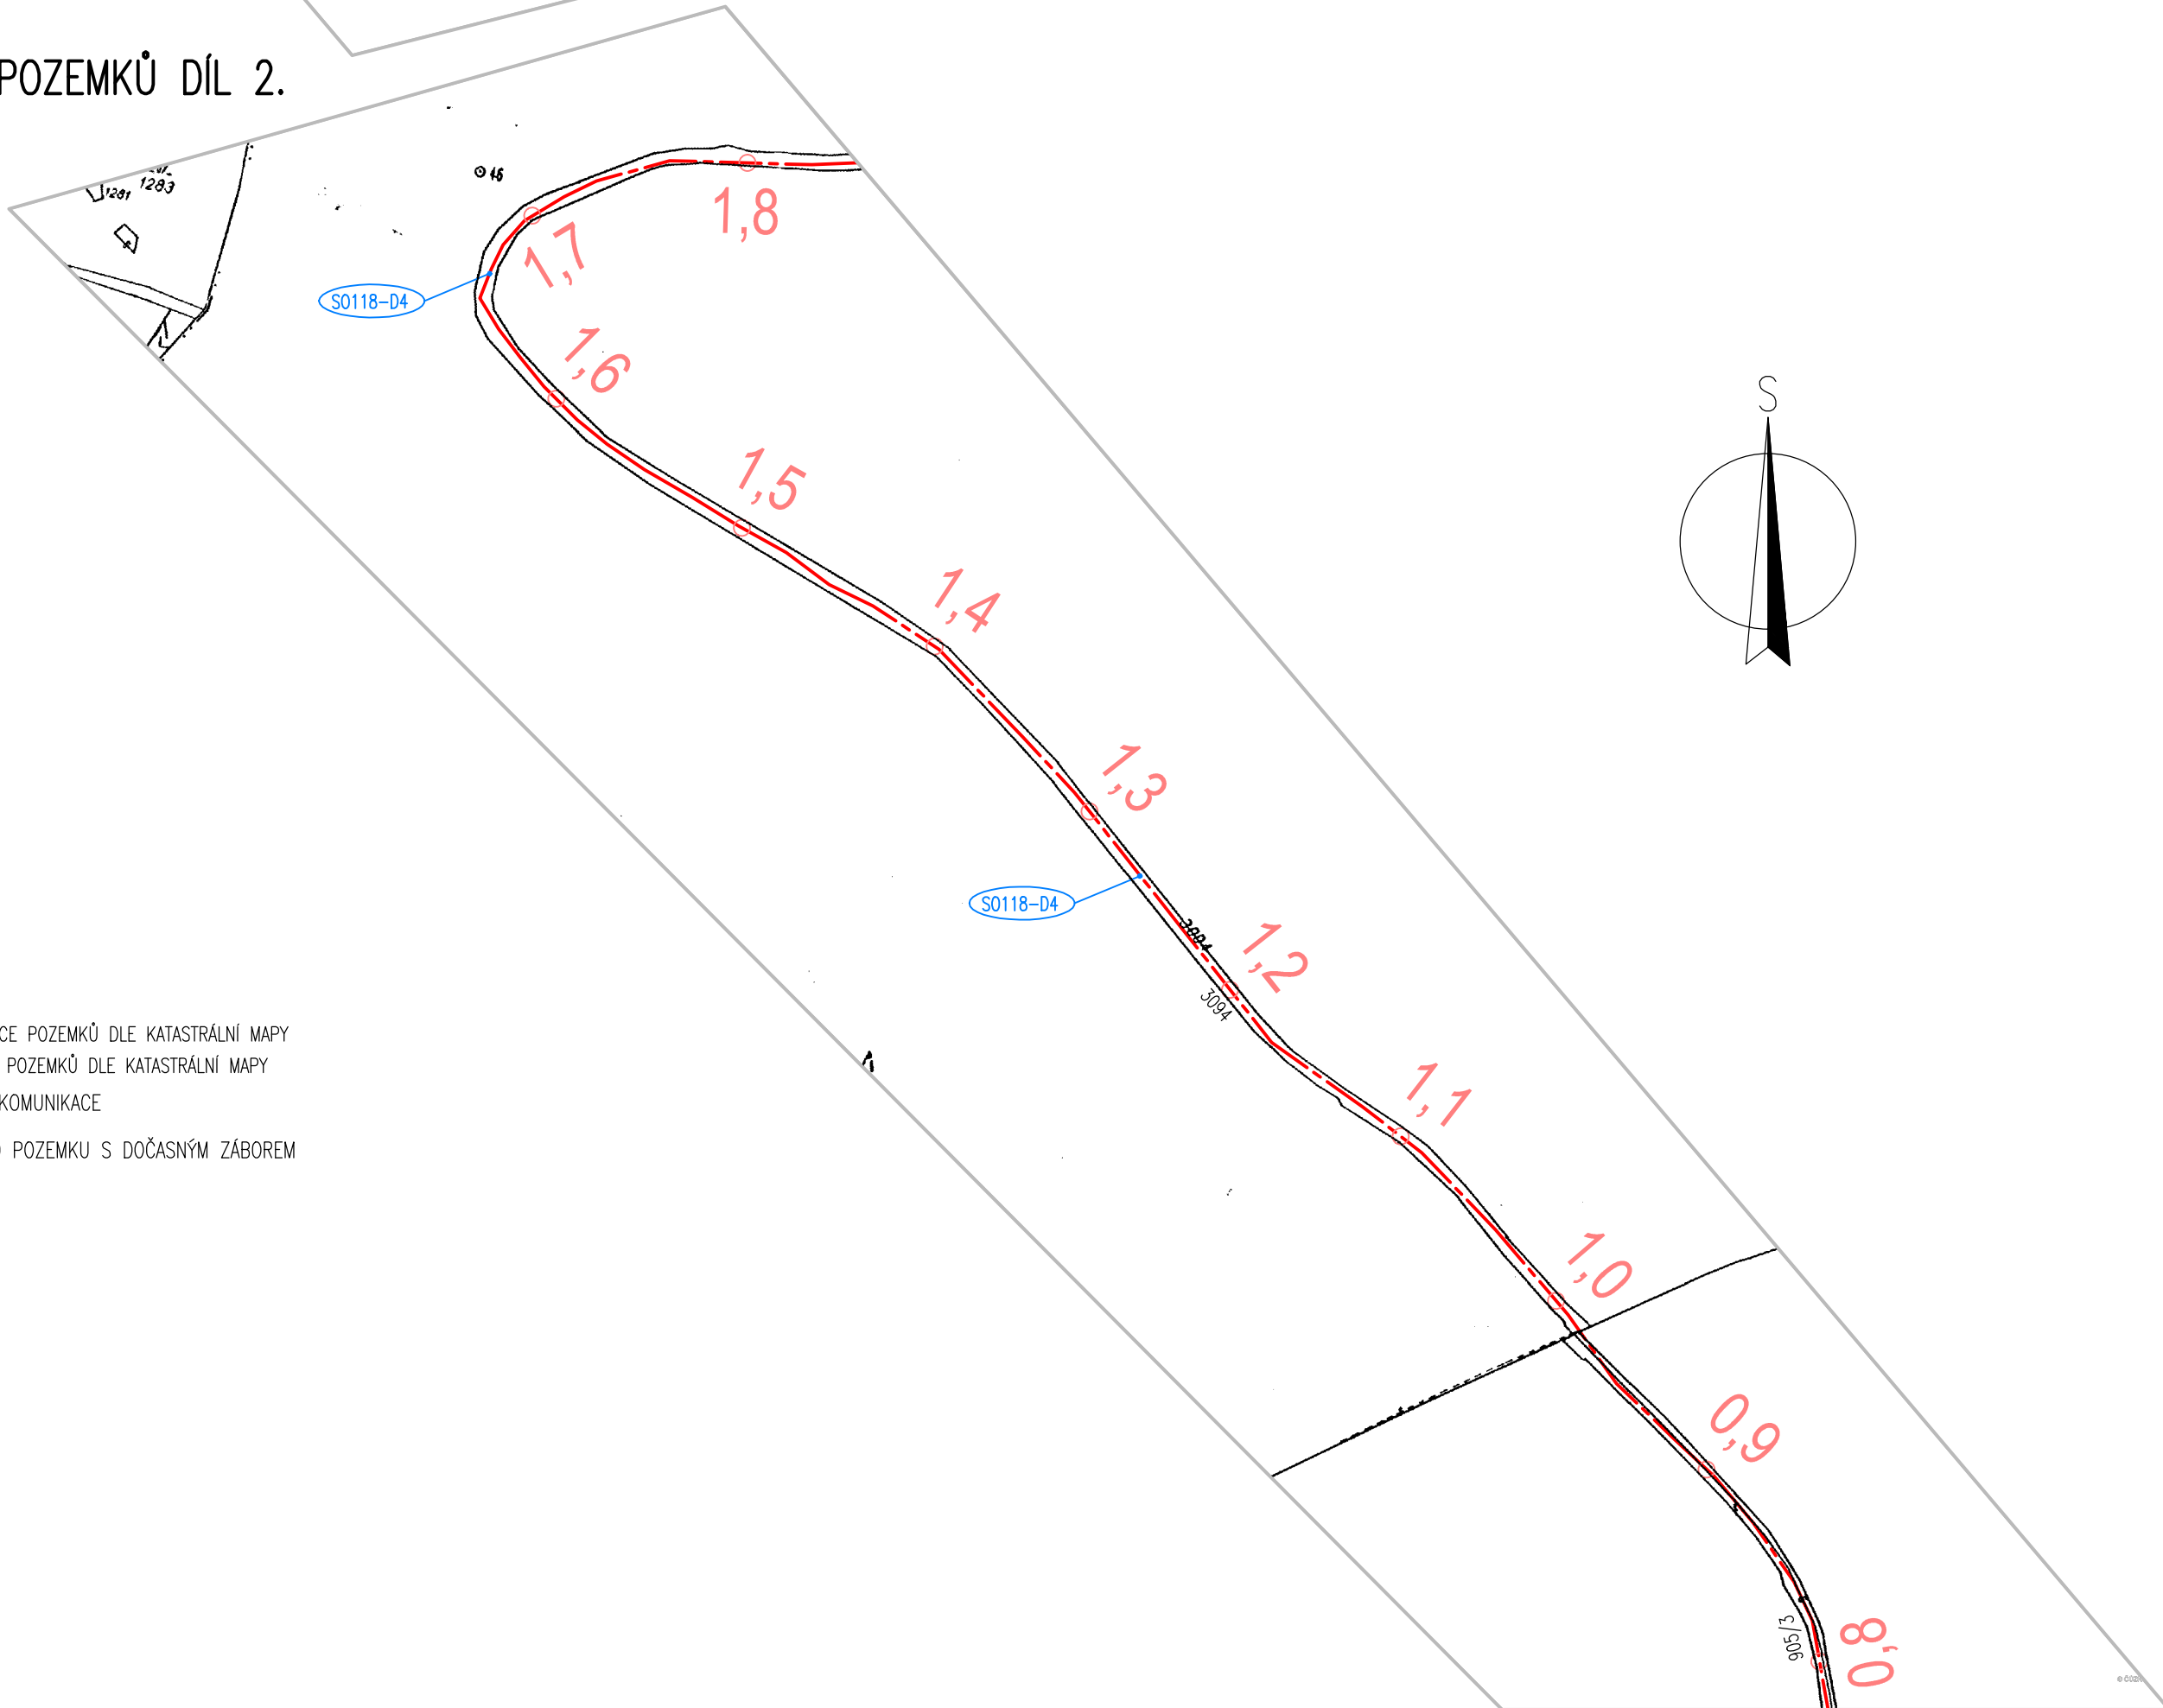 POZEMKŮ DÍL 2.
1281
1283
16
1,8
1,7
SO118-D4
1,6
S
1,5
1,4
1,3
SO118-D4
3094
1,2
3094
POZEMKŮ DLE KATASTRÁLNÍ MAPY
POZEMKŮ DLE KATASTRÁLNÍ MAPY
1,1
KOMUNIKACE
POZEMKU S DOČASNÝM ZÁBOREM
1,0
0,9
905/3
0,8